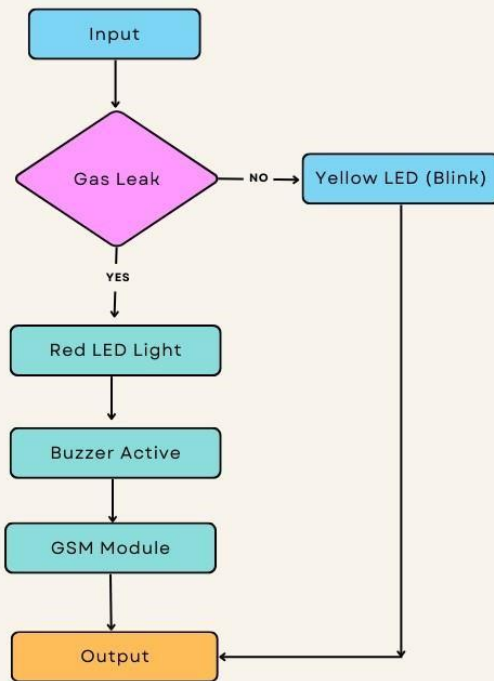 Input
Gas Leak
NO
Yellow LED (Blink)
YES
Red LED Light
Buzzer Active
GSM Module
Output